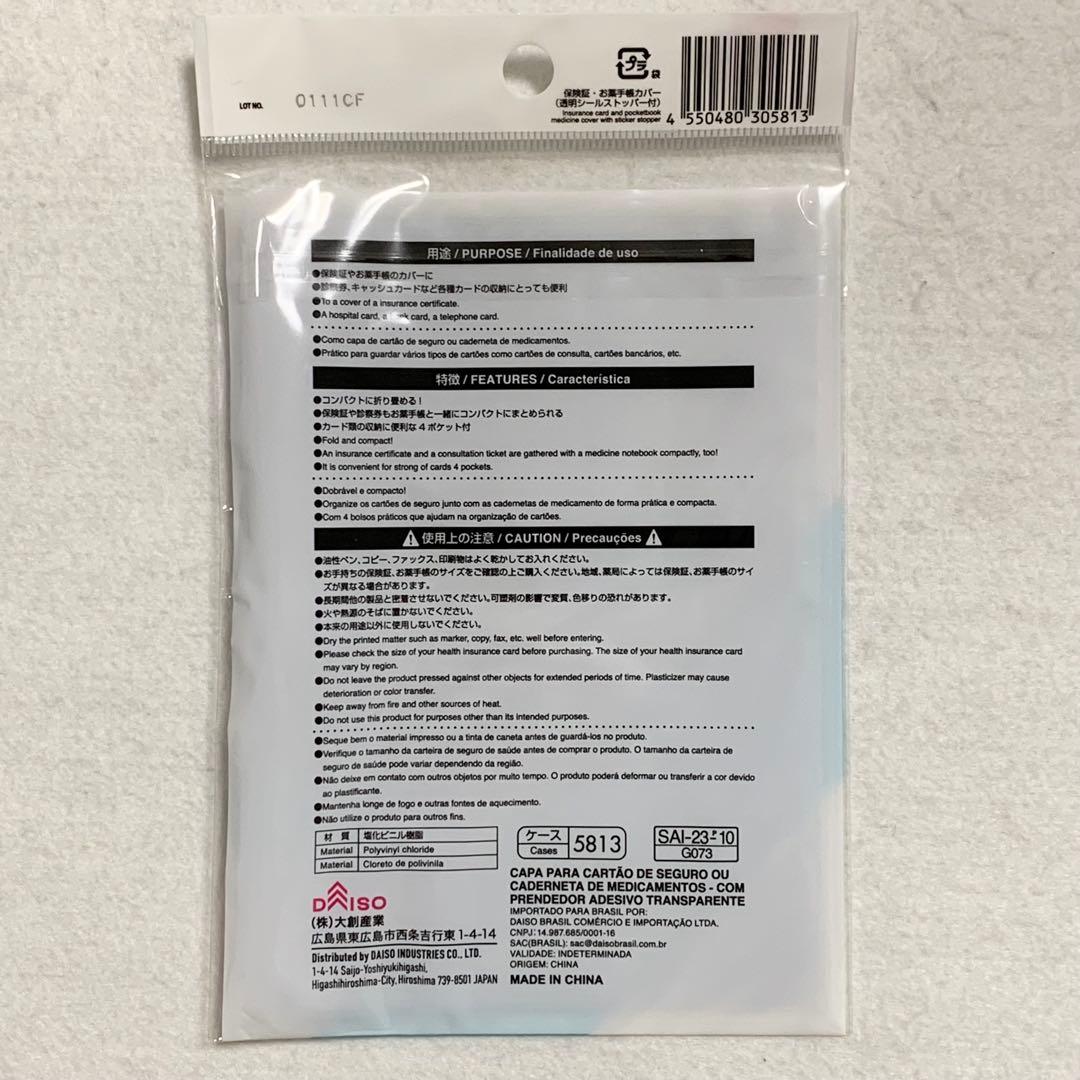 LOT NO. 0111CF
プラ
袋
保険証・お薬手帳カバー
(透明シールストッパー付)
Insurance card and pocketbook
medicine cover with sticker stopper
4 550480 305813
用途 / PURPOSE / Finalidade de uso
●保険証やお薬手帳のカバーに
●診察券、キャッシュカードなど各種カードの収納にとっても便利
●To a cover of a insurance certificate.
●A hospital card, a card, a telephone card.
●Como capa de cartão de seguro ou caderneta de medicamentos.
●Prático para guardar vários tipos de cartões como cartões de consulta, cartões bancários, etc.
特徴 / FEATURES / Característica
●コンパクトに折り畳める!
●保険証や診察券もお薬手帳と一緒にコンパクトにまとめられる
●カード類の収納に便利な4ポケット付
●Fold and compact!
●An insurance certificate and a consultation ticket are gathered with a medicine notebook compactly, too!
●It is convenient for strong of cards 4 pockets.
●Dobrável e compacto!
●Organize os cartões de seguro junto com as cadernetas de medicamento de forma prática e compacta.
●Com 4 bolsos práticos que ajudam na organização de cartões.
使用上の注意 / CAUTION / Precauções
●油性ペン、コピー、ファックス、印刷物はよく乾かしてお入れください。
●お手持ちの保険証、お薬手帳のサイズをご確認の上ご購入ください。地域、薬局によっては保険証、お薬手帳のサイ
ズが異なる場合があります。
●長期間他の製品と密着させないでください。可塑剤の影響で変質、色移りの恐れがあります。
●火や熱源のそばに置かないでください。
●本来の用途以外に使用しないでください。
●Dry the printed matter such as marker, copy, fax, etc. well before entering.
●Please check the size of your health insurance card before purchasing. The size of your health insurance card
may vary by region.
●Do not leave the product pressed against other objects for extended periods of time. Plasticizer may cause
deterioration or color transfer.
●Keep away from fire and other sources of heat.
●Do not use this product for purposes other than its intended purposes.
●Seque bem o material impresso ou a tinta de caneta antes de guardá-los no produto.
●Verifique o tamanho da carteira de seguro de saúde antes de comprar o produto. O tamanho da carteira de
seguro de saúde pode variar dependendo da região.
●Não deixe em contato com outros objetos por muito tempo. O produto poderá deformar ou transferir a cor devido
ao plastificante.
●Mantenha longe de fogo e outras fontes de aquecimento.
●Não utilize o produto para outros fins.
材 質 塩化ビニル樹脂
Material Polyvinyl chloride
Material Cloreto de polivinila
ケース
Cases
5813
SAI-23-10
G073
DAISO
(株)大創産業
広島県東広島市西条吉行東1-4-14
Distributed by DAISO INDUSTRIES CO., LTD.
1-4-14 Saijo-Yoshiyukihigashi,
Higashihiroshima-City, Hiroshima 739-8501 JAPAN
CAPA PARA CARTÃO DE SEGURO OU
CADERNETA DE MEDICAMENTOS - COM
PRENDEDOR ADESIVO TRANSPARENTE
IMPORTADO PARA BRASIL POR:
DAISO BRASIL COMÉRCIO E IMPORTAÇÃO LTDA.
CNPJ: 14.987.685/0001-16
SAC(BRASIL): sac@daisobrasil.com.br
VALIDADE: INDETERMINADA
ORIGEM: CHINA
MADE IN CHINA